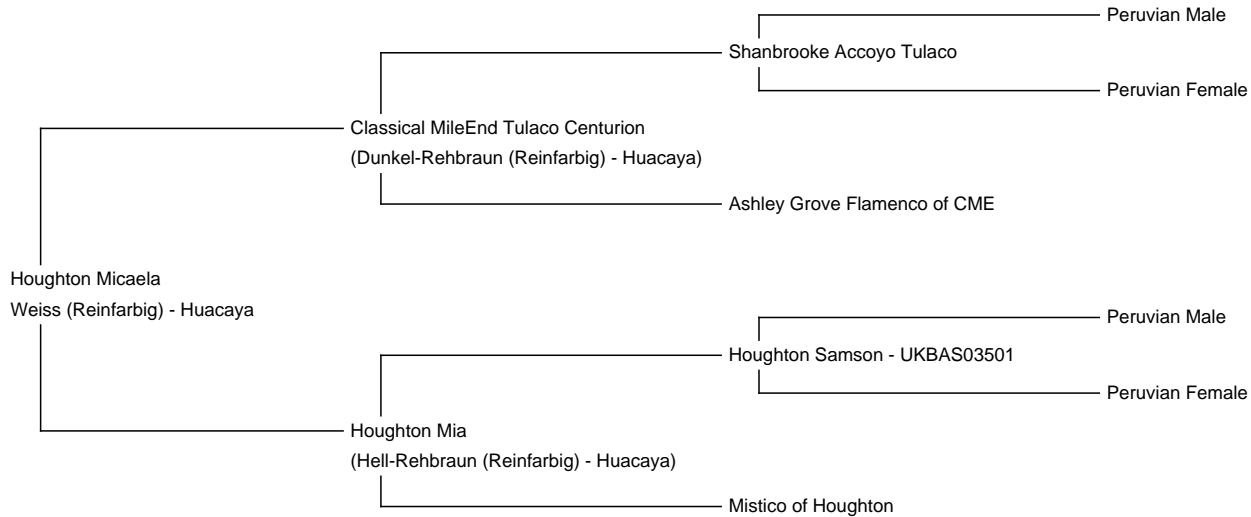 Peruvian Male
Shanbrooke Accoyo Tulaco
Peruvian Female
Classical MileEnd Tulaco Centurion
(Dunkel-Rehbraun (Reinfarbig) - Huacaya)
Ashley Grove Flamenco of CME
Houghton Micaela
Weiss (Reinfarbig) - Huacaya
Peruvian Male
Houghton Samson - UKBAS03501
Peruvian Female
Houghton Mia
(Hell-Rehbraun (Reinfarbig) - Huacaya)
Mistico of Houghton